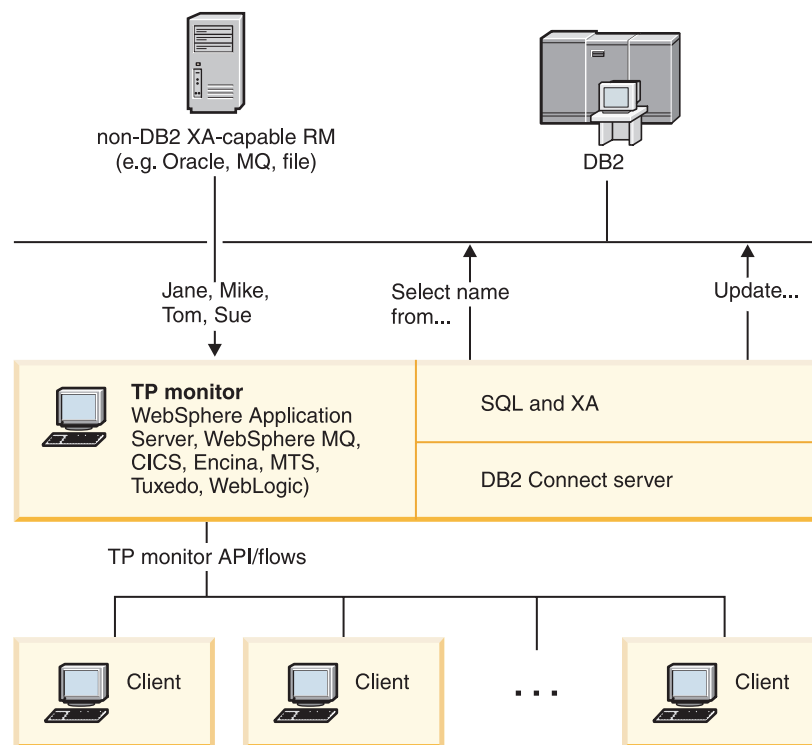 non-DB2 XA-capable RM
(e.g. Oracle, MQ, file)
DB2
Jane, Mike,
Tom, Sue
Select name
from...
Update...
TP monitor
WebSphere Application
Server, WebSphere MQ,
CICS, Encina, MTS,
Tuxedo, WebLogic)
SQL and XA
DB2 Connect server
TP monitor API/flows
Client
Client
. . .
Client